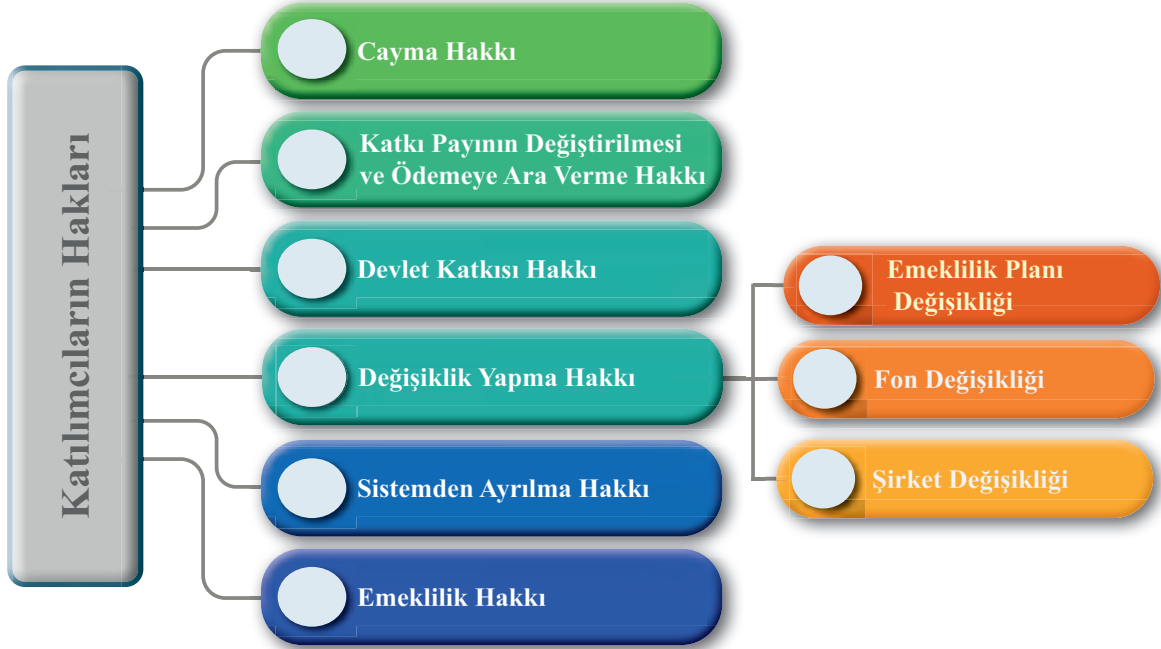 Katılımcıların Hakları
Cayma Hakkı
Katkı Payının Değiştirilmesi
ve Ödemeye Ara Verme Hakkı
Devlet Katkısı Hakkı
Değişiklik Yapma Hakkı
Emeklilik Planı
Değişikliği
Fon Değişikliği
Şirket Değişikliği
Sistemden Ayrılma Hakkı
Emeklilik Hakkı